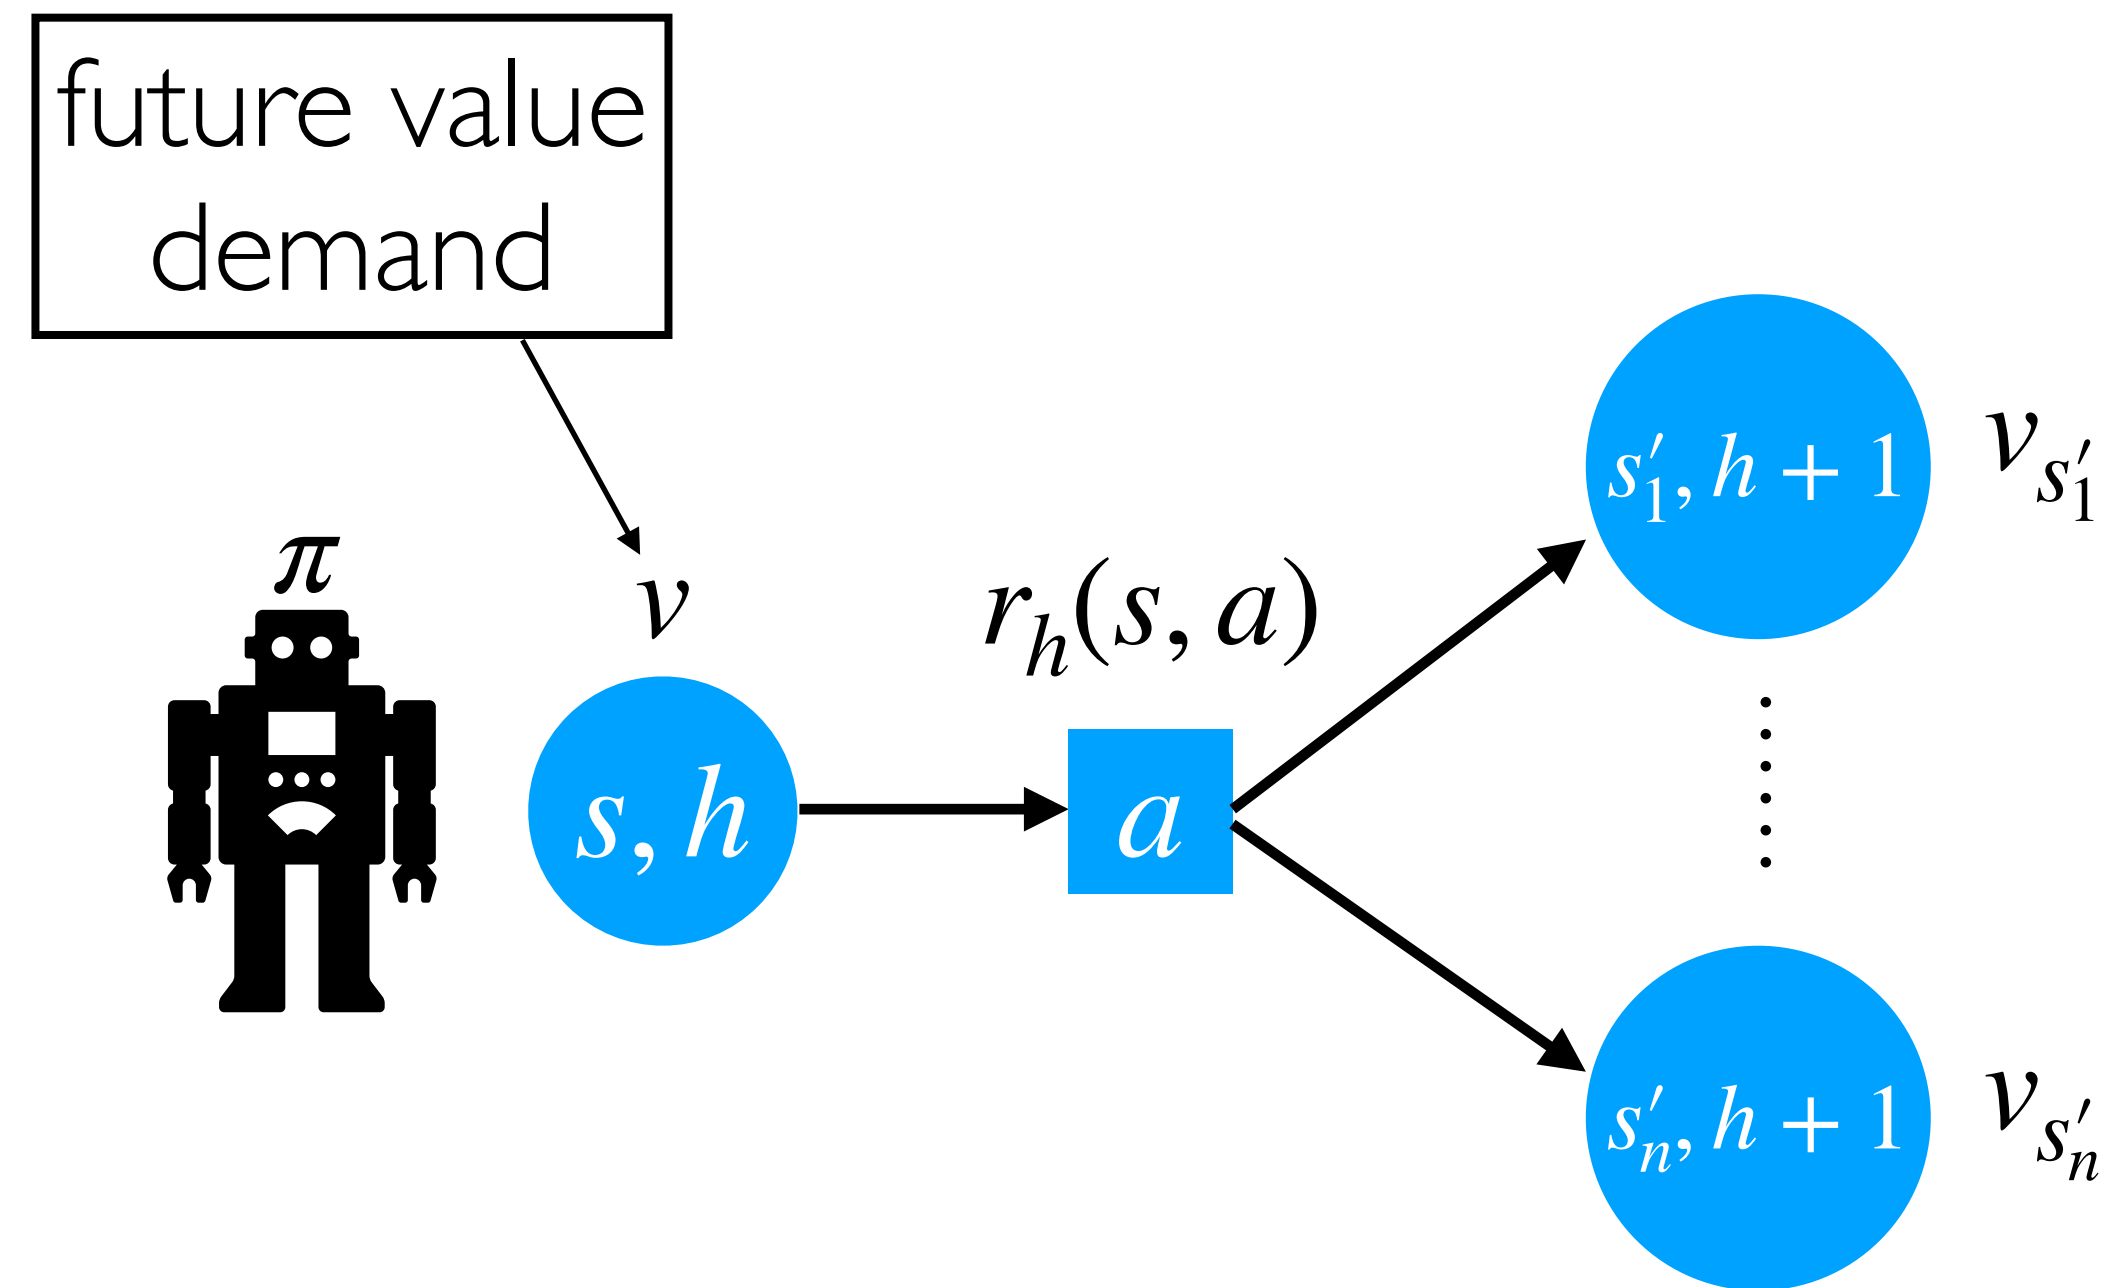 future value
demand
π
v
r_h(s, a)
s, h
a
s′_1, h + 1
v_{s′_1}
s′_n, h + 1
v_{s′_n}